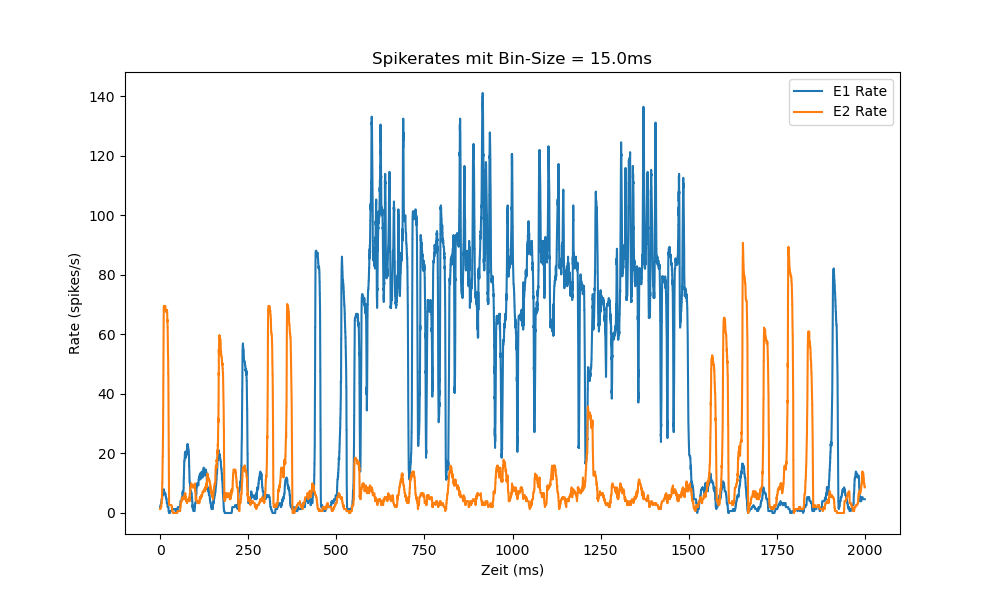 Spikerates mit Bin-Size = 15.0ms
E1 Rate
E2 Rate
Rate (spikes/s)
140
120
100
80
60
40
20
0
0 250 500 750 1000 1250 1500 1750 2000
Zeit (ms)